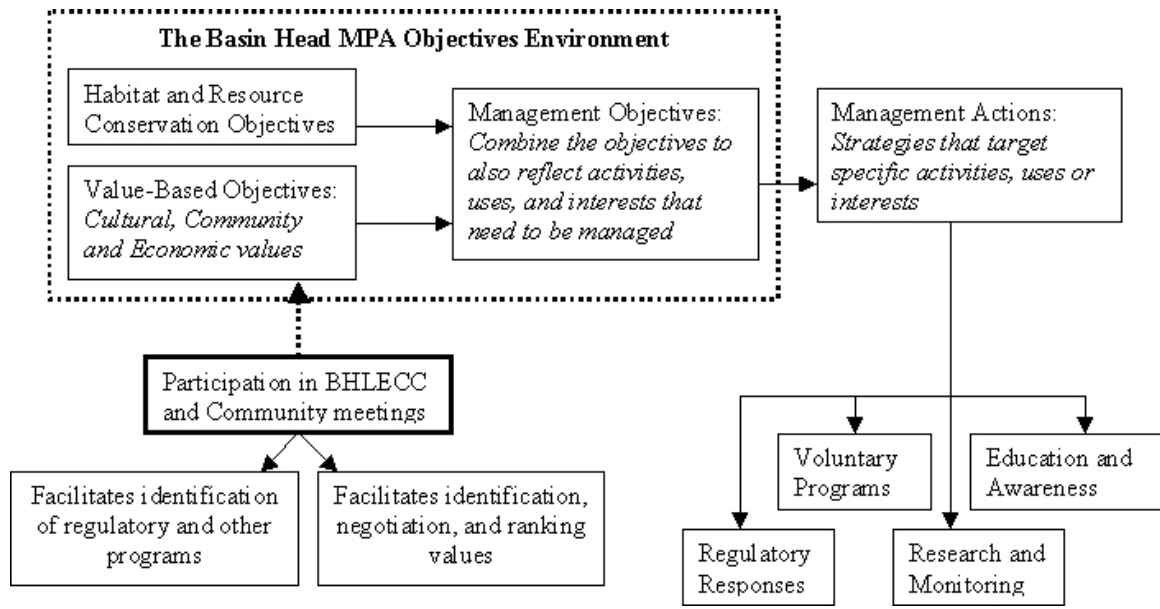 The Basin Head MPA Objectives Environment
Habitat and Resource
Conservation Objectives
Value-Based Objectives:
Cultural, Community
and Economic values
Management Objectives:
Combine the objectives to
also reflect activities,
uses, and interests that
need to be managed
Management Actions:
Strategies that target
specific activities, uses or
interests
Participation in BHLECC
and Community meetings
Facilitates identification
of regulatory and other
programs
Facilitates identification,
negotiation, and ranking
values
Voluntary
Programs
Education and
Awareness
Regulatory
Responses
Research and
Monitoring